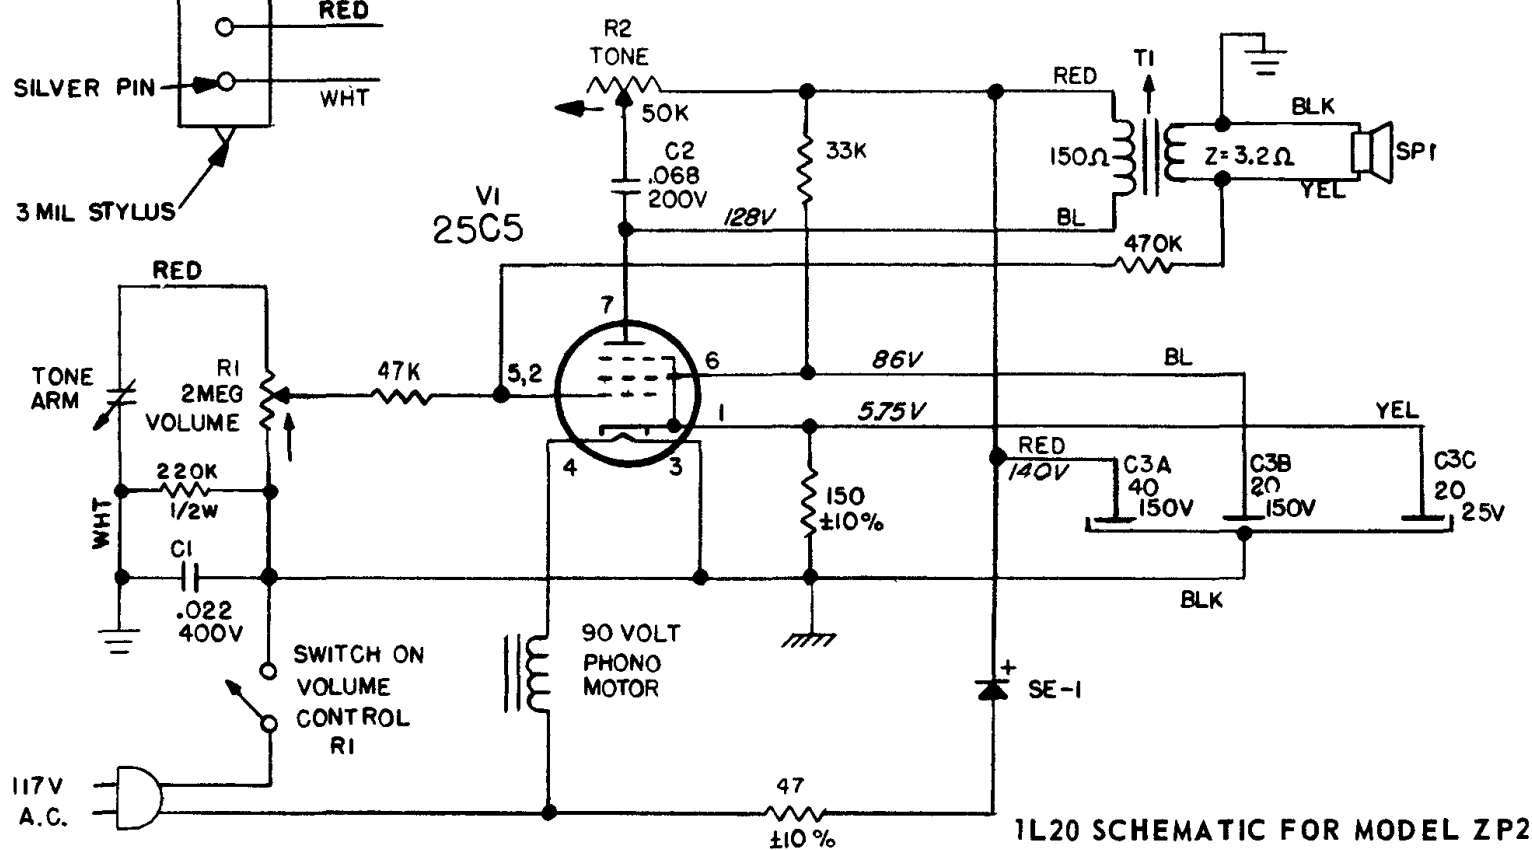 RED
SILVER PIN
WHT
3 MIL STYLUS
R2
TONE
50K
C2
.068
200V
V1
25C5
33K
RED
T1
150Ω
Z=3.2Ω
BLK
SP1
YEL
128V
BL
470K
RED
TONE
ARM
R1
2MEG
VOLUME
47K
5,2
7
6
1
4
3
86V
BL
5.75V
YEL
RED
140V
C3A
40
150V
C3B
20
150V
C3C
20
25V
220K
1/2W
WHT
C1
.022
400V
150
±10%
BLK
SWITCH ON
VOLUME
CONTROL
R1
90 VOLT
PHONO
MOTOR
+
SE-1
117V
A.C.
47
±10%
1L20 SCHEMATIC FOR MODEL ZP2